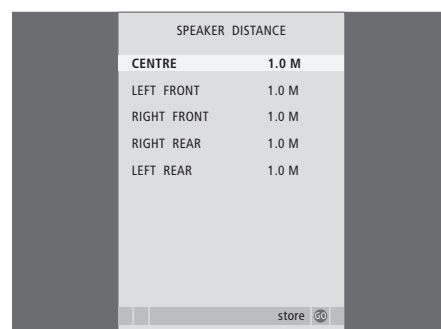 SPEAKER DISTANCE
CENTRE 1.0 M
LEFT FRONT 1.0 M
RIGHT FRONT 1.0 M
RIGHT REAR 1.0 M
LEFT REAR 1.0 M
store GO